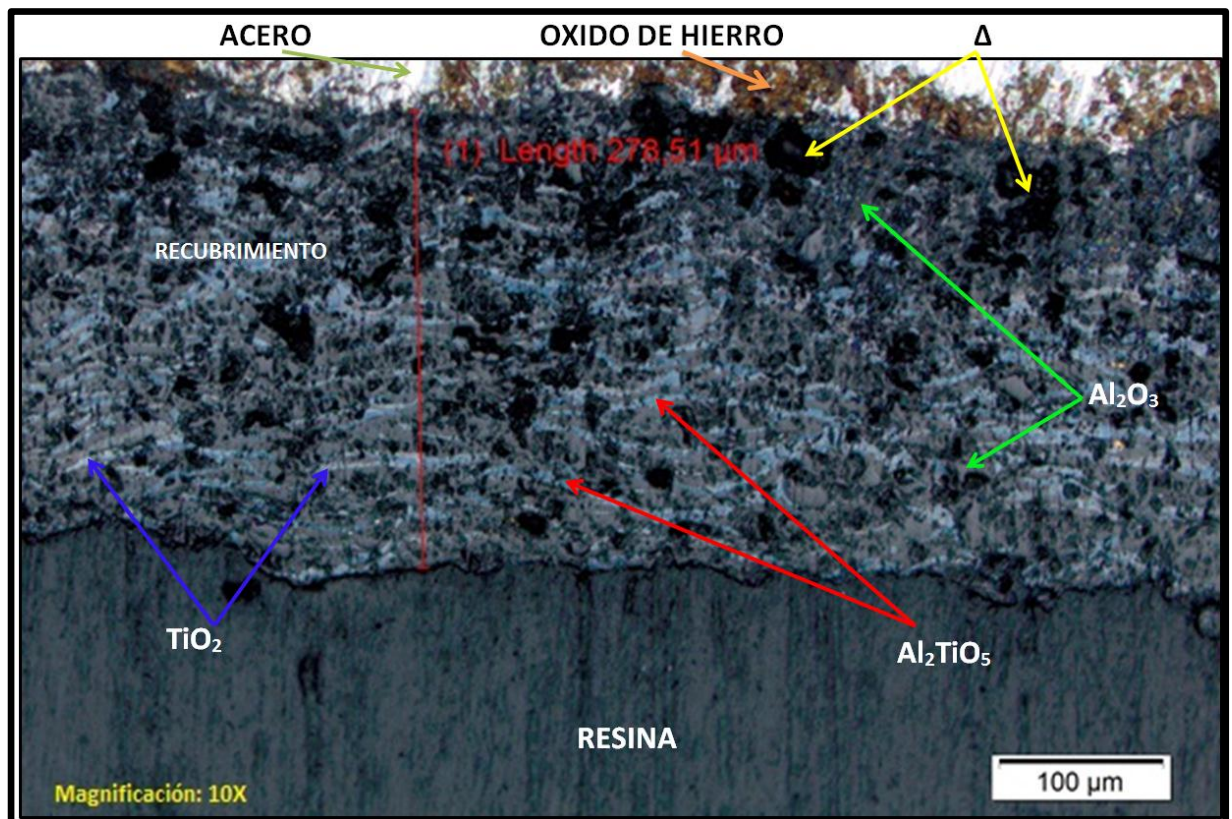 ACERO
OXIDO DE HIERRO
Δ
(1) Length 278,51 µm
RECUBRIMIENTO
Al₂O₃
TiO₂
Al₂TiO₅
RESINA
Magnificación: 10X
100 µm